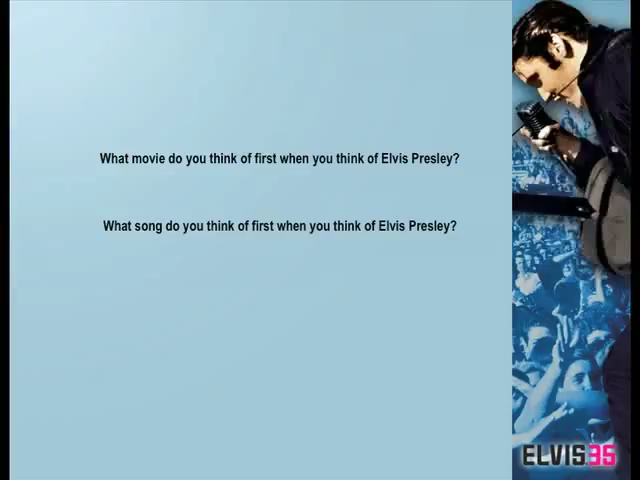 What movie do you think of first when you think of Elvis Presley?
What song do you think of first when you think of Elvis Presley?
ELVIS35